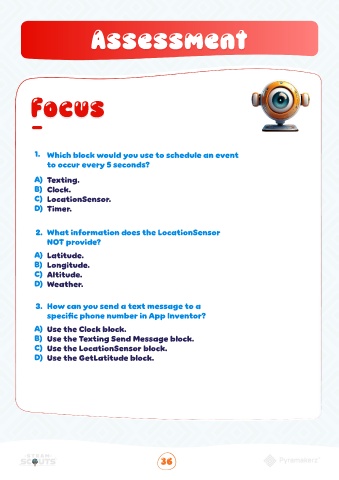 Assessment
Focus
1. Which block would you use to schedule an event
to occur every 5 seconds?
A) Texting.
B) Clock.
C) LocationSensor.
D) Timer.
2. What information does the LocationSensor
NOT provide?
A) Latitude.
B) Longitude.
C) Altitude.
D) Weather.
3. How can you send a text message to a
specific phone number in App Inventor?
A) Use the Clock block.
B) Use the Texting Send Message block.
C) Use the LocationSensor block.
D) Use the GetLatitude block.
SCOUTS
36